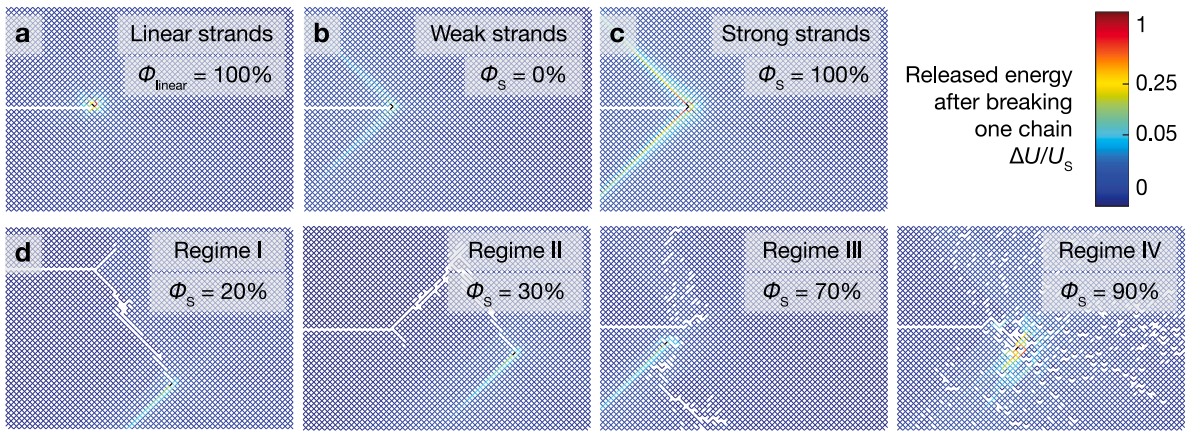 a
Linear strands
Φlinear = 100%
b
Weak strands
ΦS = 0%
c
Strong strands
ΦS = 100%
Released energy
after breaking
one chain
ΔU/US
1
0.25
0.05
0
d
Regime I
ΦS = 20%
Regime II
ΦS = 30%
Regime III
ΦS = 70%
Regime IV
ΦS = 90%